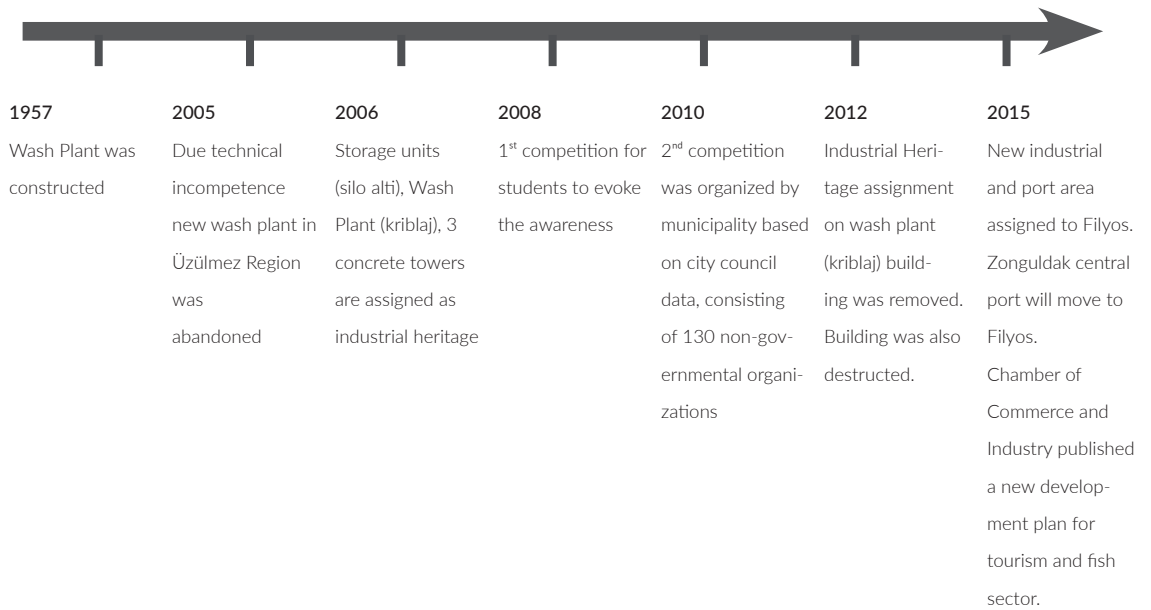 1957
Wash Plant was
constructed
2005
Due technical
incompetence
new wash plant in
Üzülmez Region
was
abandoned
2006
Storage units
(silo alti), Wash
Plant (kriblaj), 3
concrete towers
are assigned as
industrial heritage
2008
1st competition for
students to evoke
the awareness
2010
2nd competition
was organized by
municipality based
on city council
data, consisting
of 130 non-gov-
ernmental organi-
zations
2012
Industrial Heri-
tage assignment
on wash plant
(kriblaj) build-
ing was removed.
Building was also
destructed.
2015
New industrial
and port area
assigned to Filyos.
Zonguldak central
port will move to
Filyos.
Chamber of
Commerce and
Industry published
a new develop-
ment plan for
tourism and fish
sector.